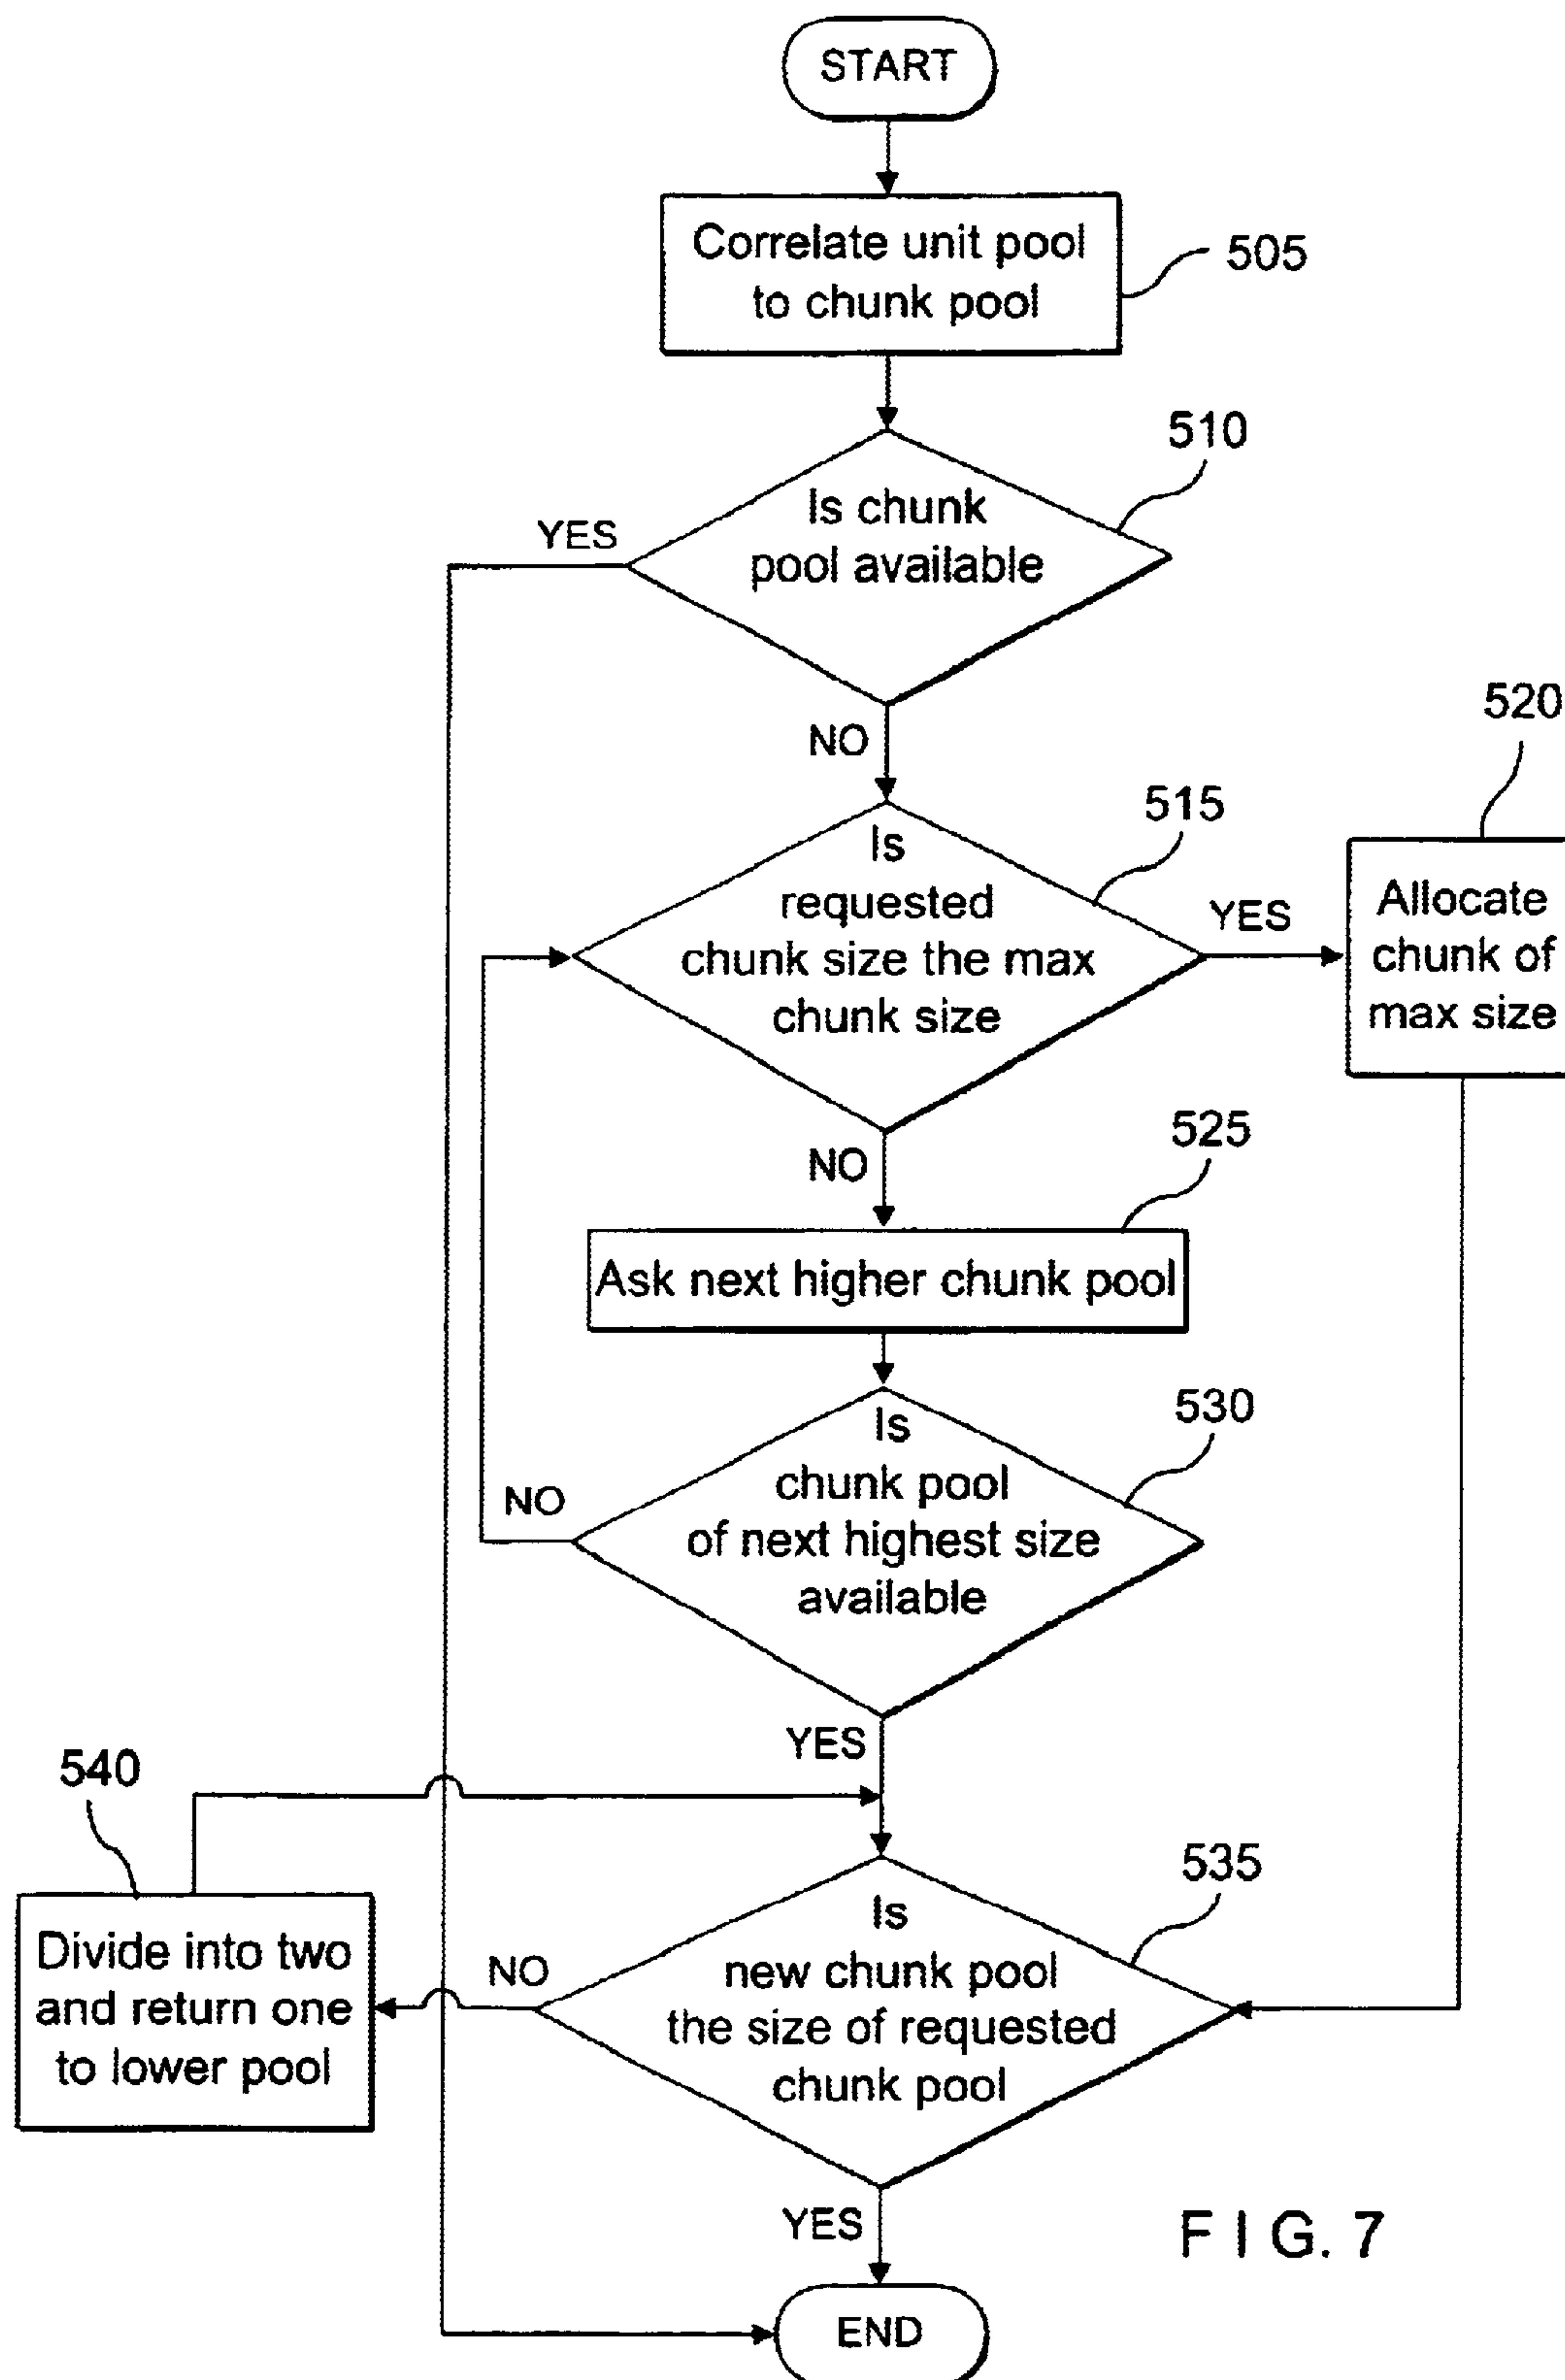 START
Correlate unit pool
to chunk pool
505
510
Is chunk
pool available
YES
NO
515
520
Is
requested
chunk size the max
chunk size
YES
Allocate
chunk of
max size
NO
525
Ask next higher chunk pool
530
Is
chunk pool
of next highest size
available
NO
YES
540
535
Divide into two
and return one
to lower pool
NO
Is
new chunk pool
the size of requested
chunk pool
YES
FIG. 7
END